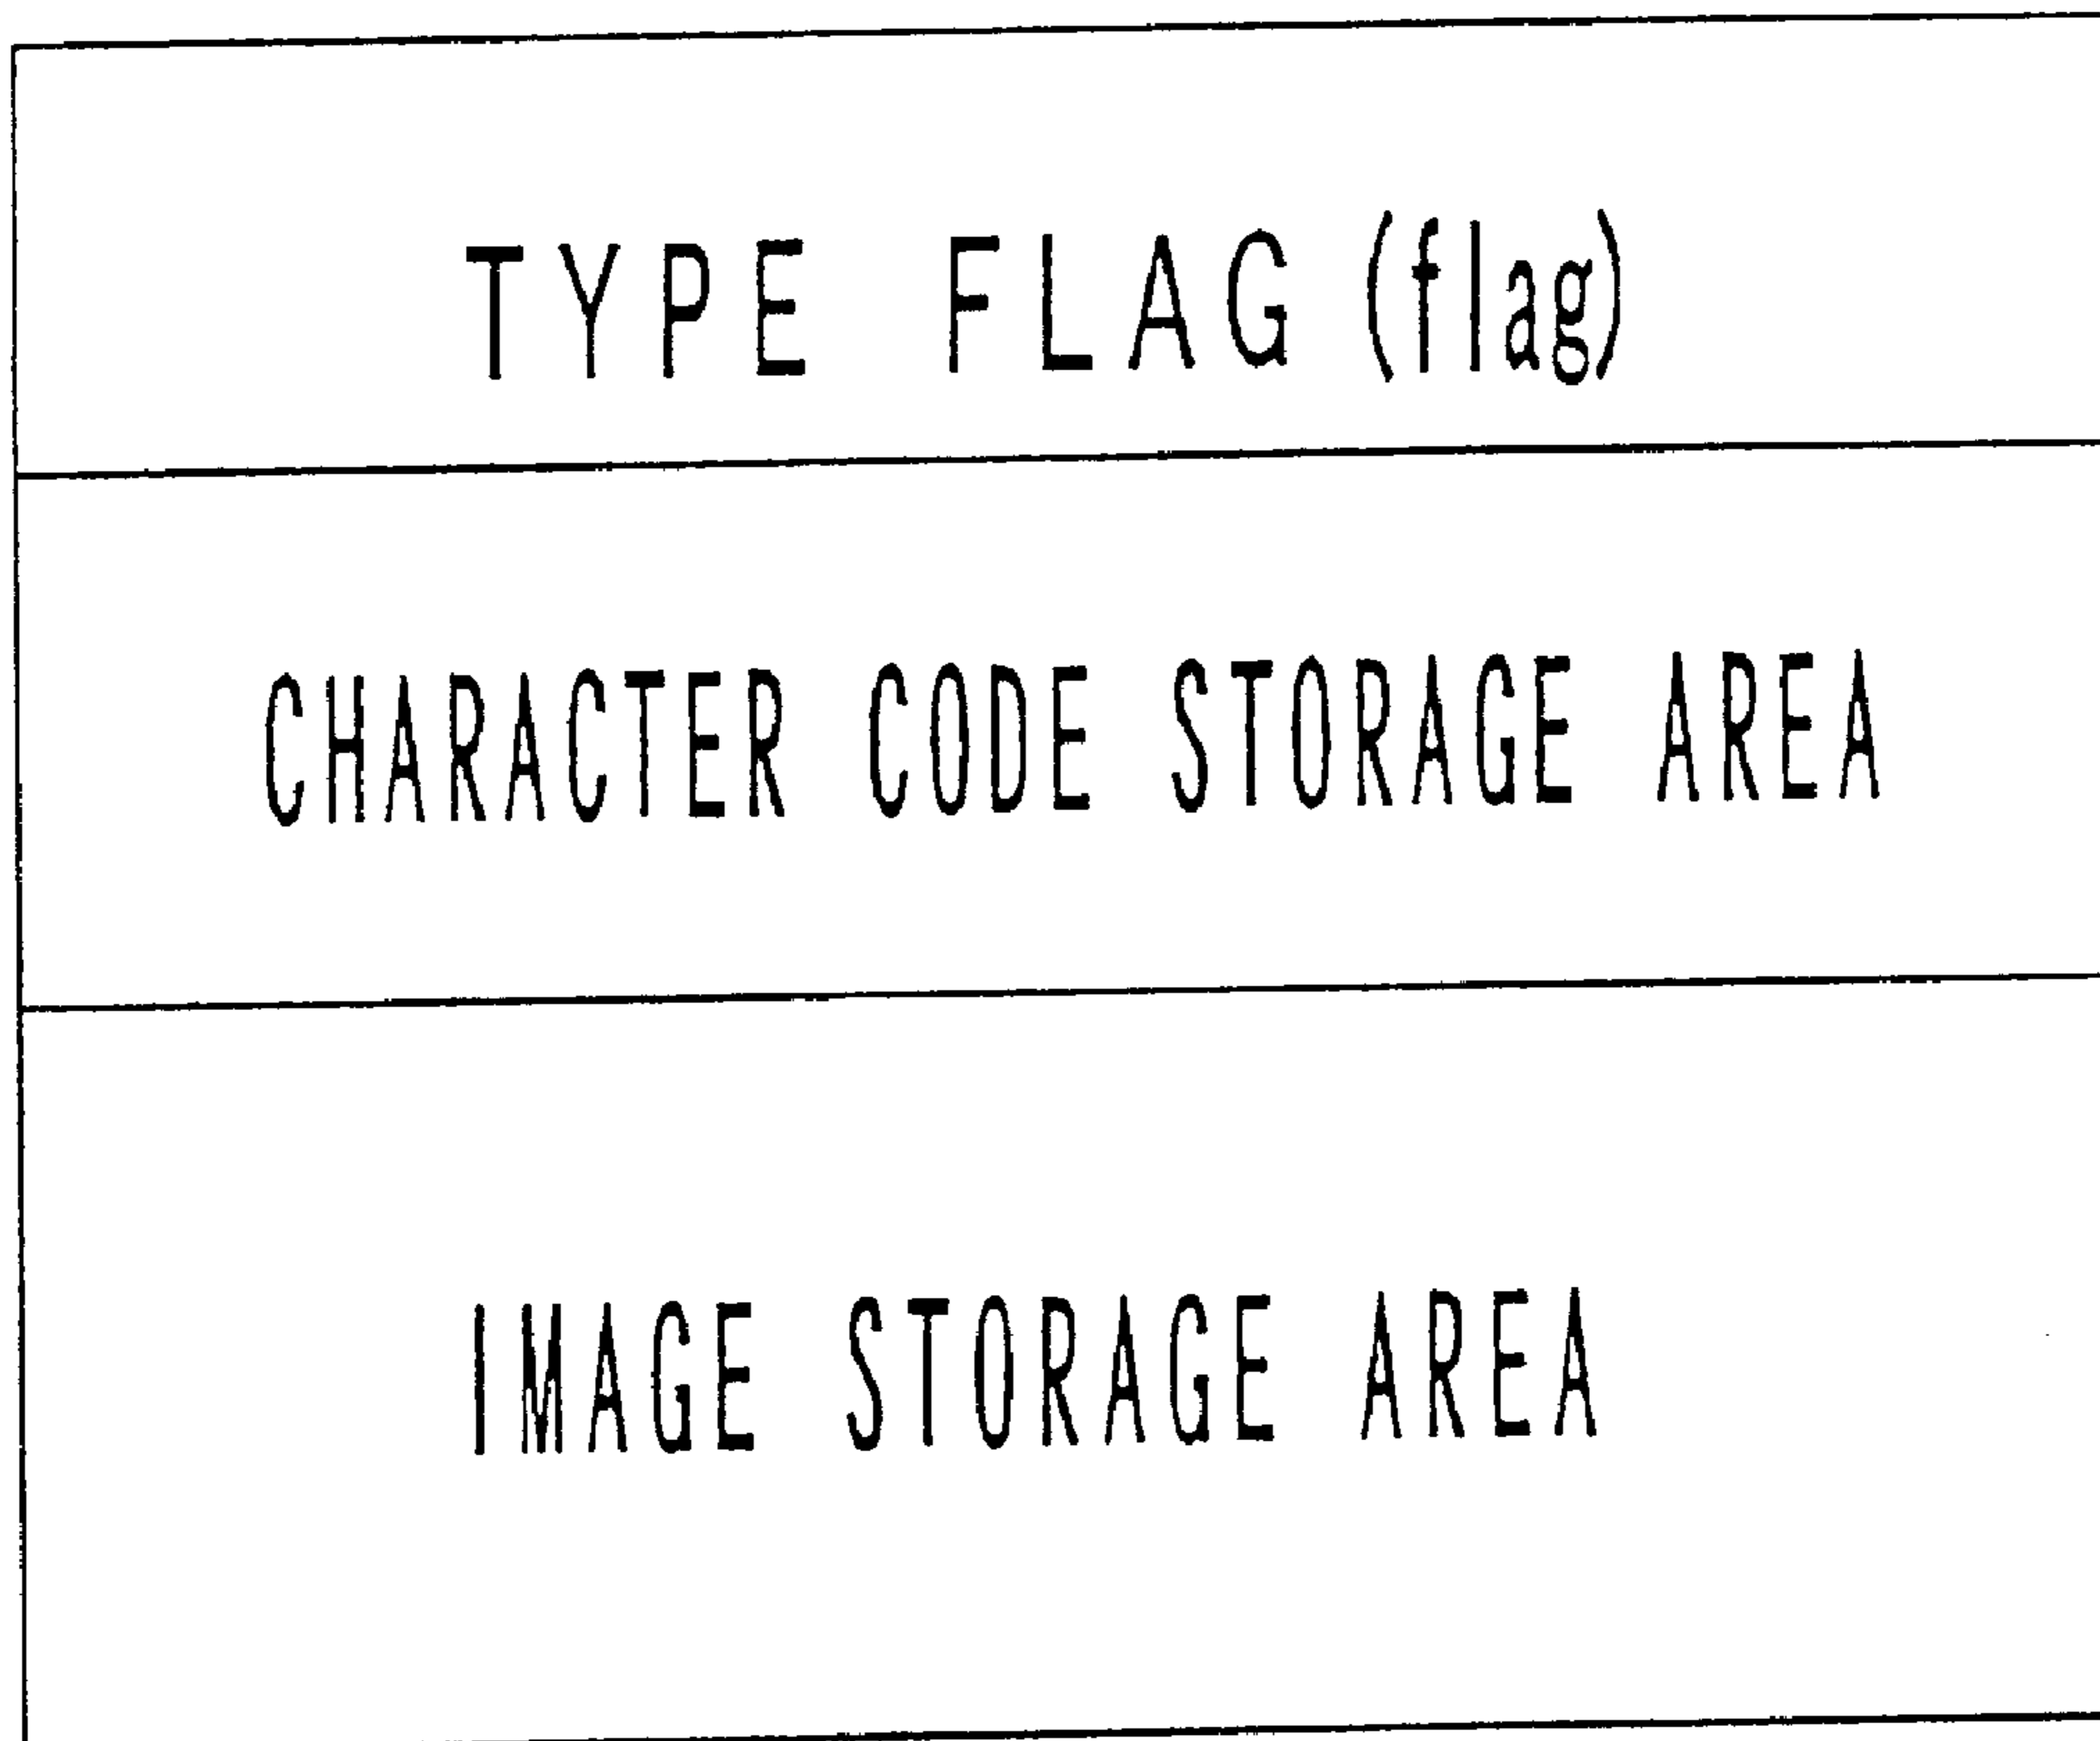 TYPE FLAG (flag)
CHARACTER CODE STORAGE AREA
IMAGE STORAGE AREA